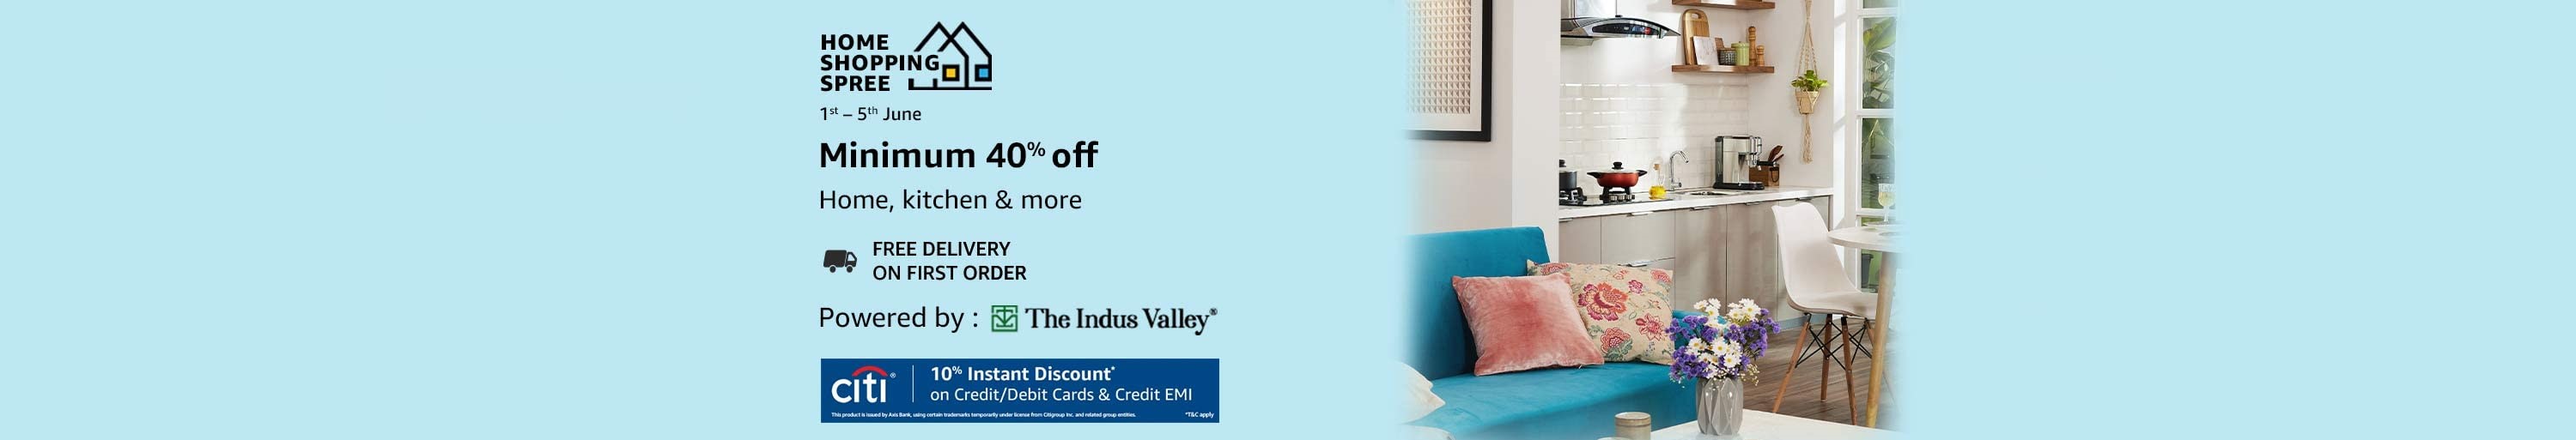 HOME
SHOPPING
SPREE
1st – 5th June
Minimum 40% off
Home, kitchen & more
FREE DELIVERY
ON FIRST ORDER
Powered by : The Indus Valley®
citi®
10% Instant Discount*
on Credit/Debit Cards & Credit EMI
This product is issued by Axis Bank, using certain trademarks temporarily under license from Citigroup Inc. and related group entities.
*T&C apply